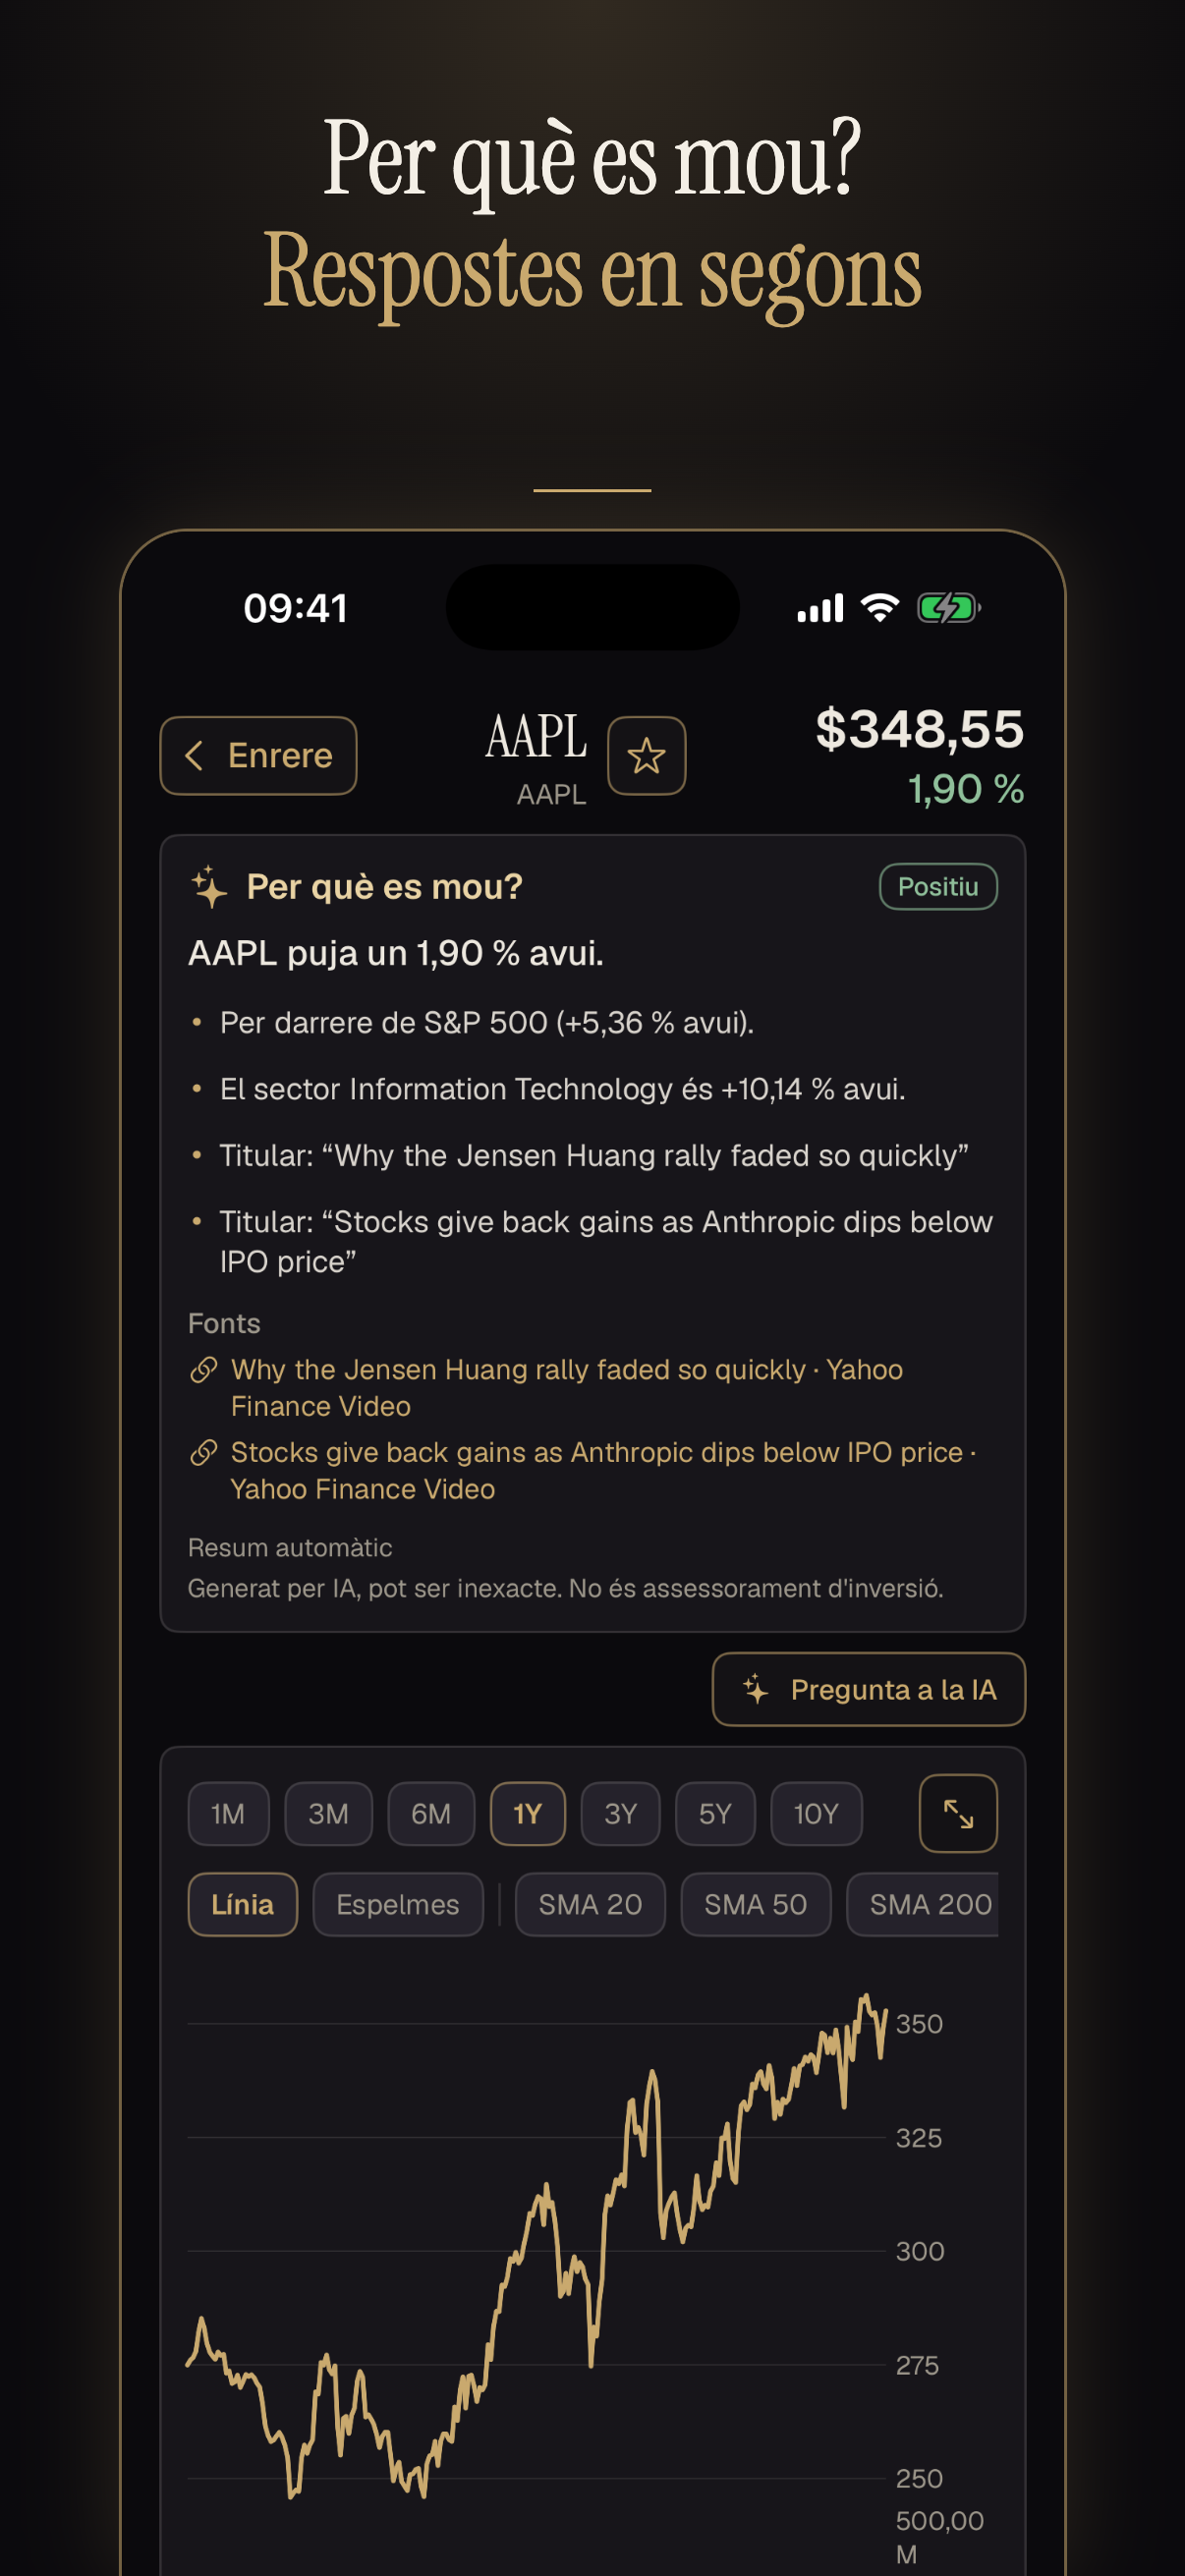 Per què es mou?
Respostes en segons
09:41
Enrere
AAPL
AAPL
$348,55
1,90 %
Per què es mou?
Positiu
AAPL puja un 1,90 % avui.
• Per darrere de S&P 500 (+5,36 % avui).
• El sector Information Technology és +10,14 % avui.
• Titular: “Why the Jensen Huang rally faded so quickly”
• Titular: “Stocks give back gains as Anthropic dips below
IPO price”
Fonts
Why the Jensen Huang rally faded so quickly · Yahoo
Finance Video
Stocks give back gains as Anthropic dips below IPO price ·
Yahoo Finance Video
Resum automàtic
Generat per IA, pot ser inexacte. No és assessorament d'inversió.
Pregunta a la IA
1M 3M 6M 1Y 3Y 5Y 10Y
Línia Espelmes SMA 20 SMA 50 SMA 200
350
325
300
275
250
500,00
M